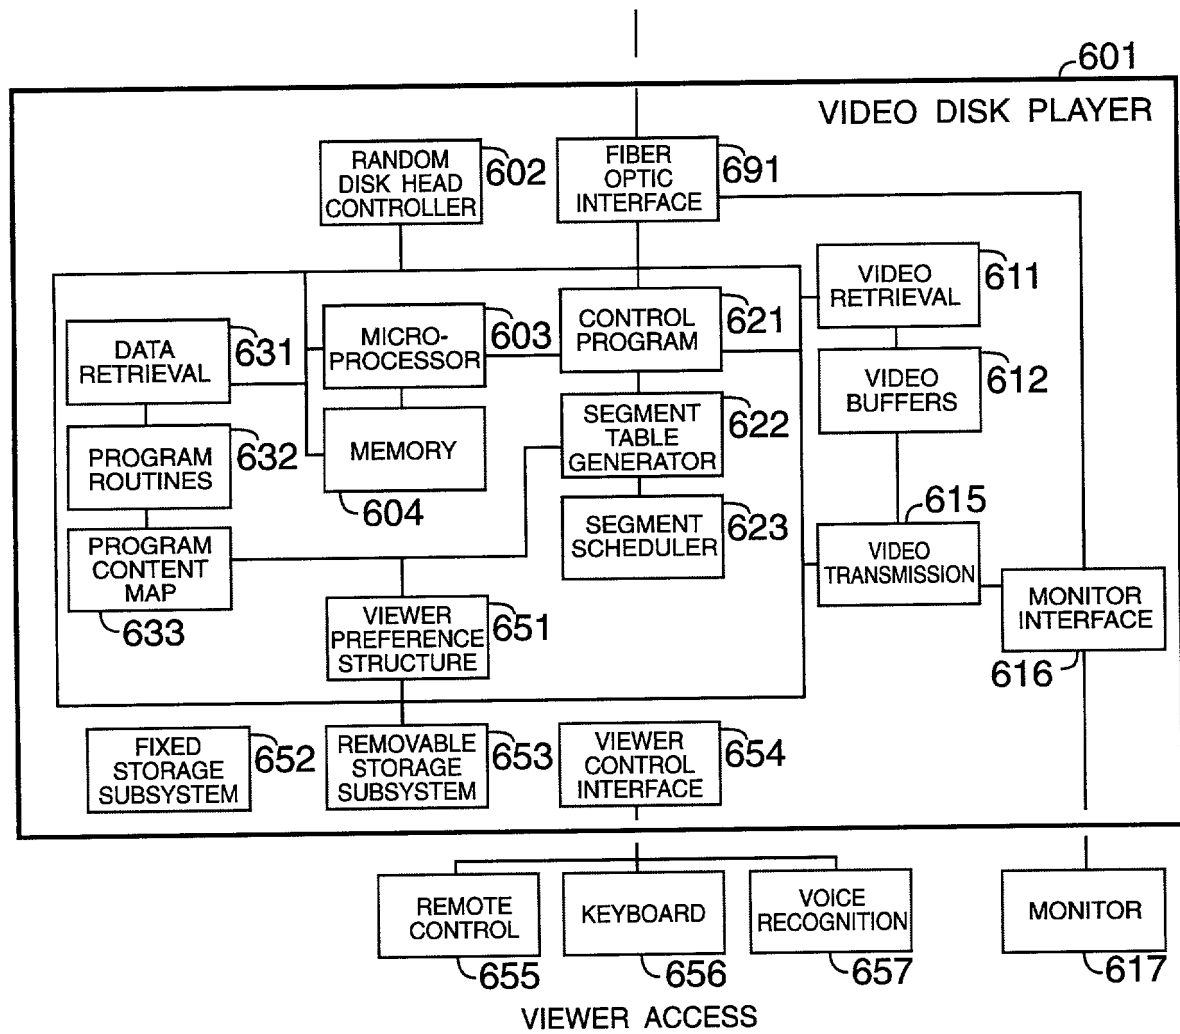 601
VIDEO DISK PLAYER
RANDOM
DISK HEAD
CONTROLLER
602
FIBER
OPTIC
INTERFACE
691
VIDEO
RETRIEVAL
611
DATA
RETRIEVAL
631
MICRO-
PROCESSOR
603
CONTROL
PROGRAM
621
VIDEO
BUFFERS
612
PROGRAM
ROUTINES
632
MEMORY
604
SEGMENT
TABLE
GENERATOR
622
PROGRAM
CONTENT
MAP
633
SEGMENT
SCHEDULER
623
615
VIDEO
TRANSMISSION
MONITOR
INTERFACE
616
VIEWER
PREFERENCE
STRUCTURE
651
FIXED
STORAGE
SUBSYSTEM
652
REMOVABLE
STORAGE
SUBSYSTEM
653
VIEWER
CONTROL
INTERFACE
654
REMOTE
CONTROL
655
KEYBOARD
656
VOICE
RECOGNITION
657
MONITOR
617
VIEWER ACCESS